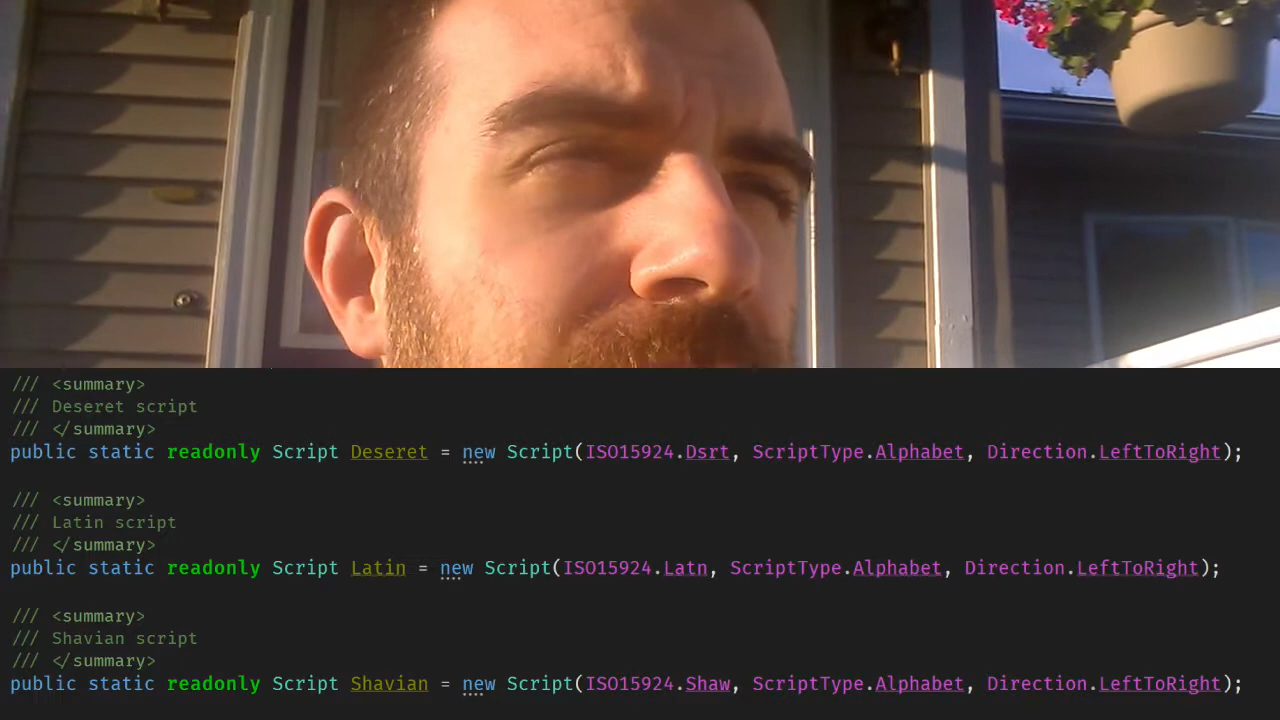 /// <summary>
/// Deseret script
/// </summary>
public static readonly Script Deseret = new Script(ISO15924.Dsrt, ScriptType.Alphabet, Direction.LeftToRight);
/// <summary>
/// Latin script
/// </summary>
public static readonly Script Latin = new Script(ISO15924.Latn, ScriptType.Alphabet, Direction.LeftToRight);
/// <summary>
/// Shavian script
/// </summary>
public static readonly Script Shavian = new Script(ISO15924.Shaw, ScriptType.Alphabet, Direction.LeftToRight);